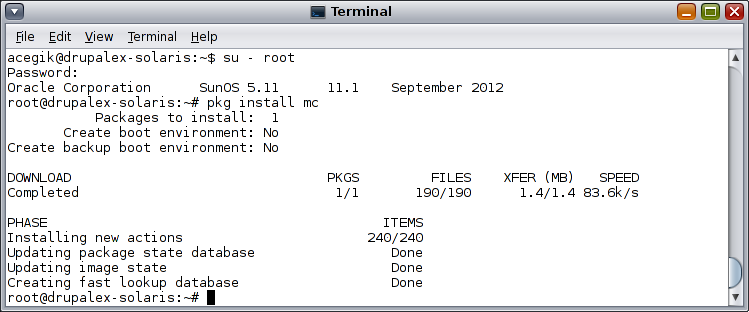 Terminal
File Edit View Terminal Help
acegik@drupalex-solaris:~$ su - root
Password:
Oracle Corporation      SunOS 5.11      11.1    September 2012
root@drupalex-solaris:~# pkg install mc
           Packages to install:  1
       Create boot environment: No
Create backup boot environment: No
DOWNLOAD                                PKGS         FILES    XFER (MB)   SPEED
Completed                                1/1       190/190      1.4/1.4 83.6k/s
PHASE                                          ITEMS
Installing new actions                       240/240
Updating package state database                 Done
Updating image state                            Done
Creating fast lookup database                   Done
root@drupalex-solaris:~#